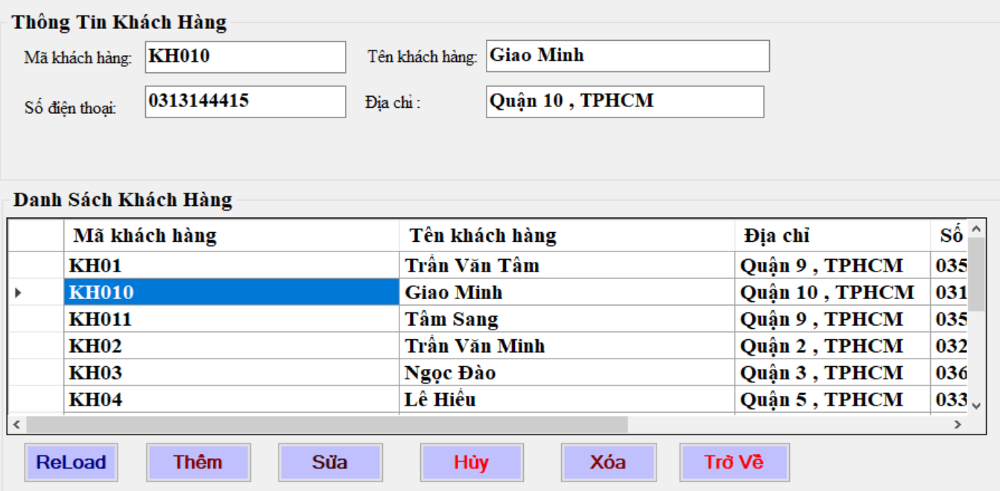 Thông Tin Khách Hàng
Mã khách hàng: KH010 Tên khách hàng: Giao Minh
Số điện thoại: 0313144415 Địa chỉ : Quận 10 , TPHCM
Danh Sách Khách Hàng
Mã khách hàng Tên khách hàng Địa chỉ Số
KH01 Trần Văn Tâm Quận 9 , TPHCM 035
KH010 Giao Minh Quận 10 , TPHCM 031
KH011 Tâm Sang Quận 9 , TPHCM 035
KH02 Trần Văn Minh Quận 2 , TPHCM 032
KH03 Ngọc Đào Quận 3 , TPHCM 036
KH04 Lê Hiếu Quận 5 , TPHCM 033
ReLoad Thêm Sửa Hủy Xóa Trở Về